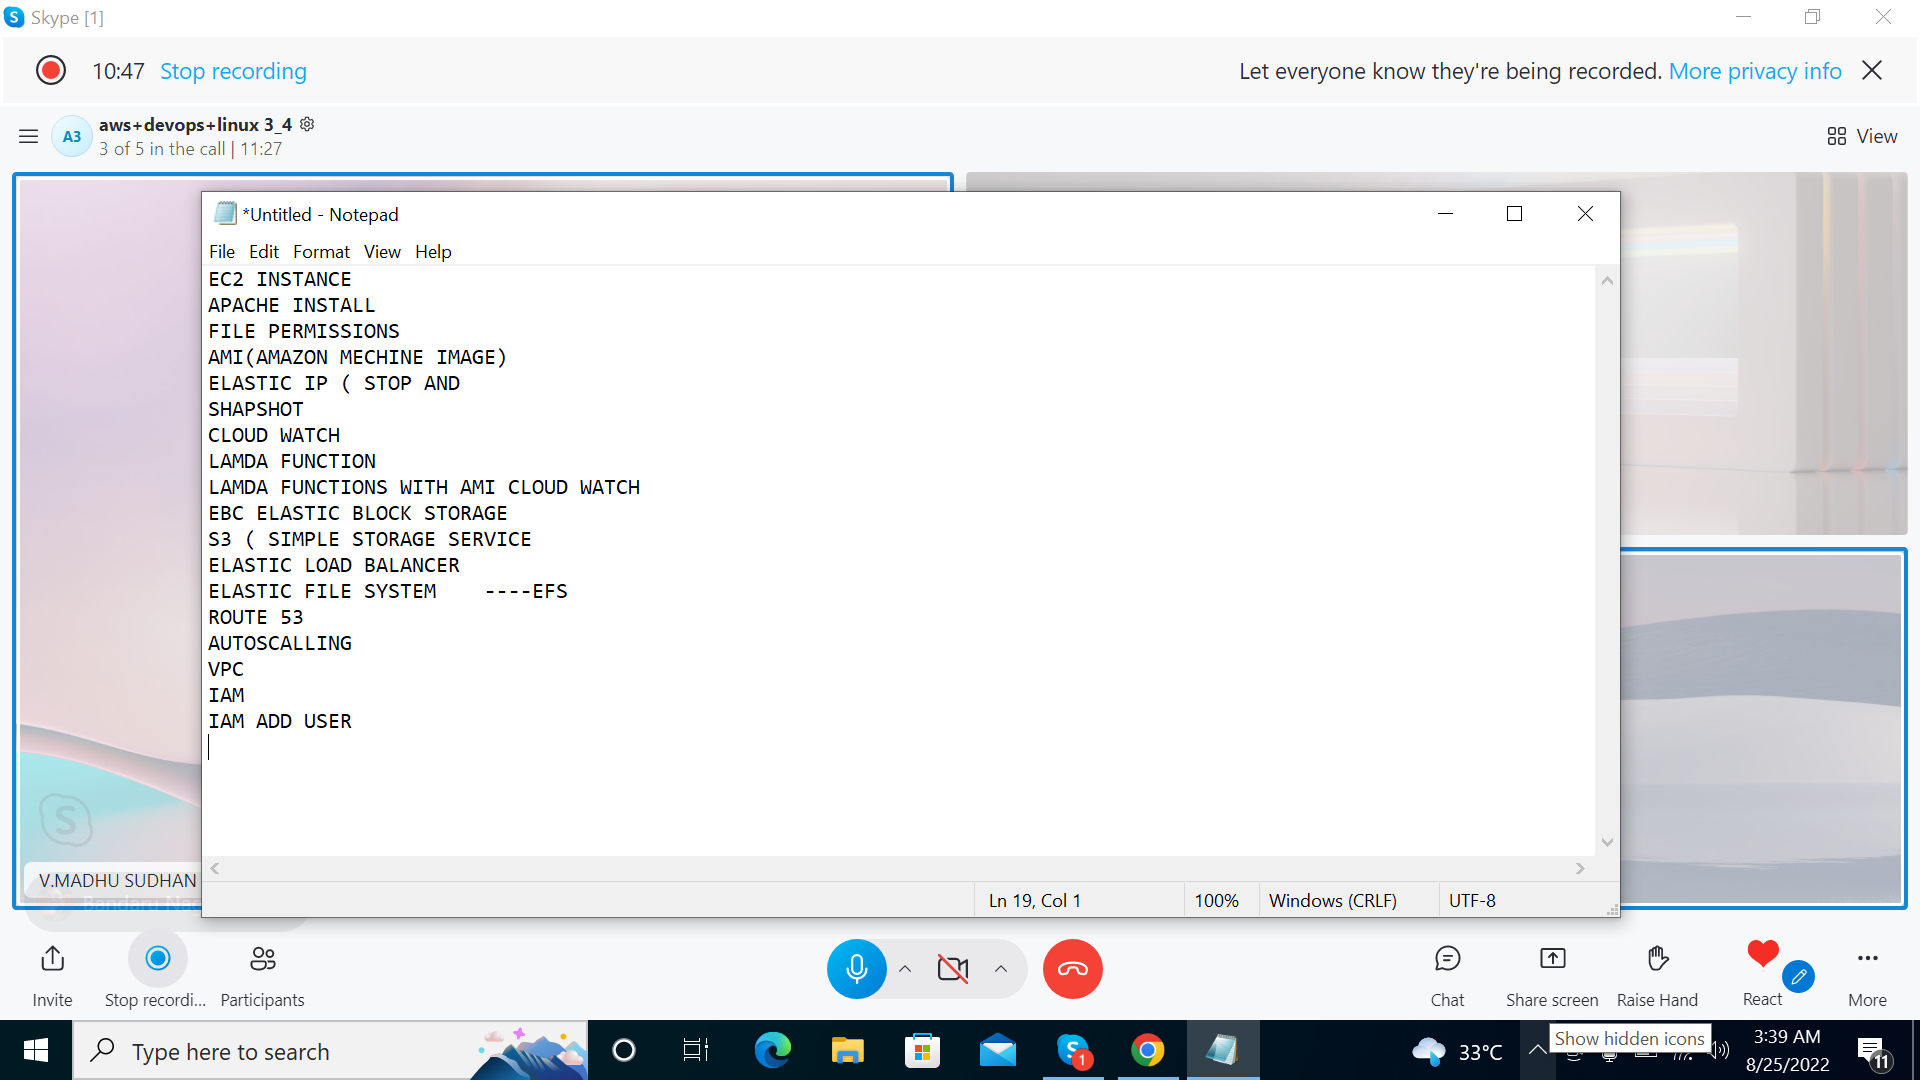 Skype [1]
10:47 Stop recording
Let everyone know they're being recorded. More privacy info
A3
aws+devops+linux 3_4
3 of 5 in the call | 11:27
View
*Untitled - Notepad
File Edit Format View Help
EC2 INSTANCE
APACHE INSTALL
FILE PERMISSIONS
AMI(AMAZON MECHINE IMAGE)
ELASTIC IP ( STOP AND
SHAPSHOT
CLOUD WATCH
LAMDA FUNCTION
LAMDA FUNCTIONS WITH AMI CLOUD WATCH
EBC ELASTIC BLOCK STORAGE
S3 ( SIMPLE STORAGE SERVICE
ELASTIC LOAD BALANCER
ELASTIC FILE SYSTEM    ----EFS
ROUTE 53
AUTOSCALLING
VPC
IAM
IAM ADD USER
V.MADHU SUDHAN
Ln 19, Col 1
100%
Windows (CRLF)
UTF-8
Invite
Stop recordi...
Participants
Chat
Share screen
Raise Hand
React
More
Type here to search
1
33°C
Show hidden icons
3:39 AM
8/25/2022
11